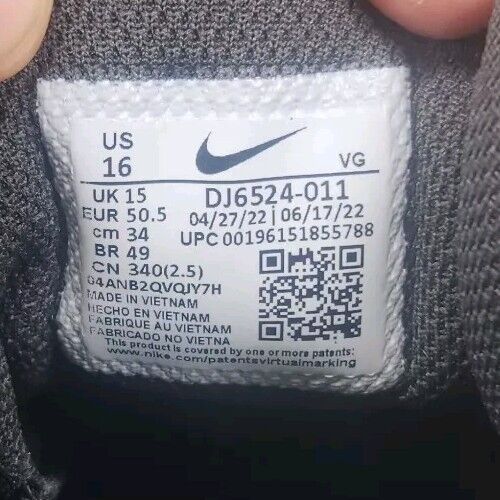 US
16
VG
UK 15
EUR 50.5
cm 34
BR 49
CN 340(2.5)
DJ6524-011
04/27/22 | 06/17/22
UPC 00196151855788
G4ANB2QVQJY7H
MADE IN VIETNAM
HECHO EN VIETNAM
FABRIQUE AU VIETNAM
FABRICADO NO VIETNA
This product is covered by one or more patents:
www.nike.com/patentsvirtualmarking